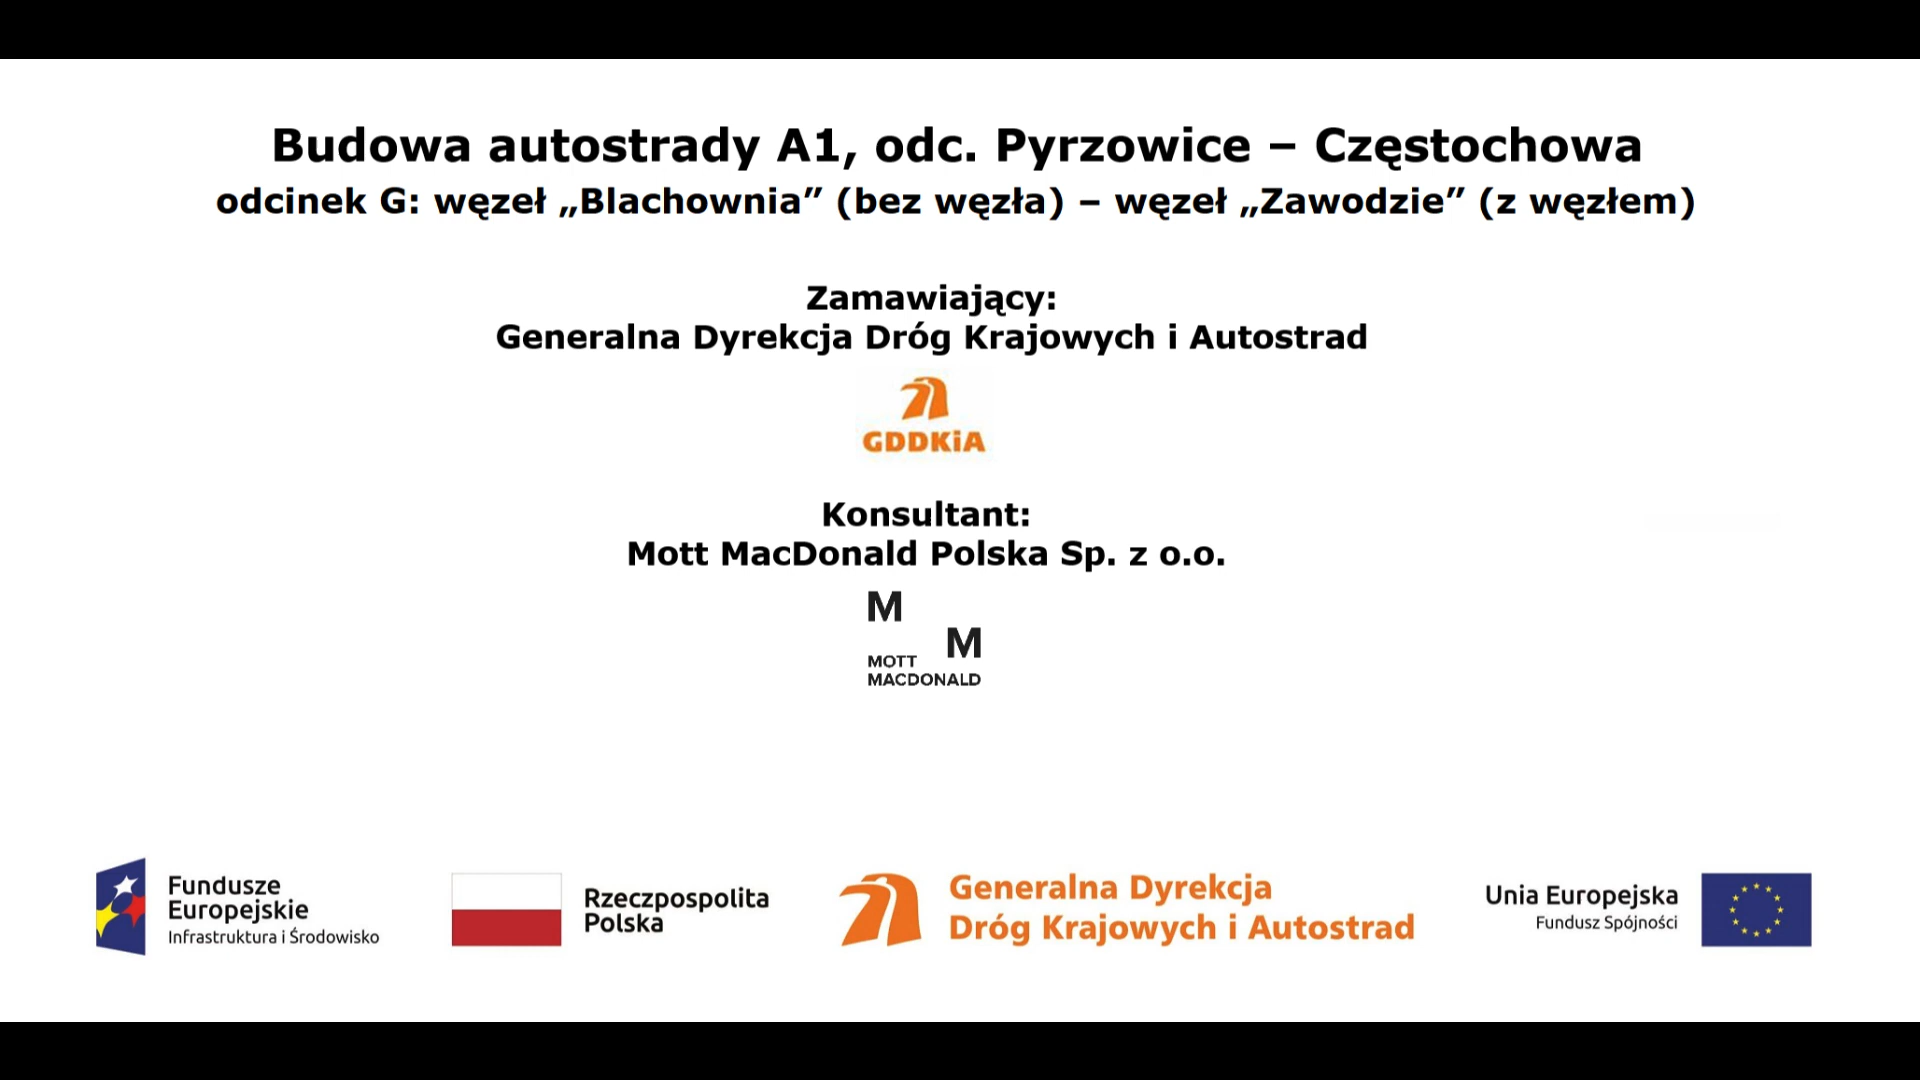 Budowa autostrady A1, odc. Pyrzowice – Częstochowa
odcinek G: węzeł „Blachownia” (bez węzła) – węzeł „Zawodzie” (z węzłem)
Zamawiający:
Generalna Dyrekcja Dróg Krajowych i Autostrad
GDDKiA
Konsultant:
Mott MacDonald Polska Sp. z o.o.
M
M
MOTT
MACDONALD
Fundusze
Europejskie
Infrastruktura i Środowisko
Rzeczpospolita
Polska
Generalna Dyrekcja
Dróg Krajowych i Autostrad
Unia Europejska
Fundusz Spójności